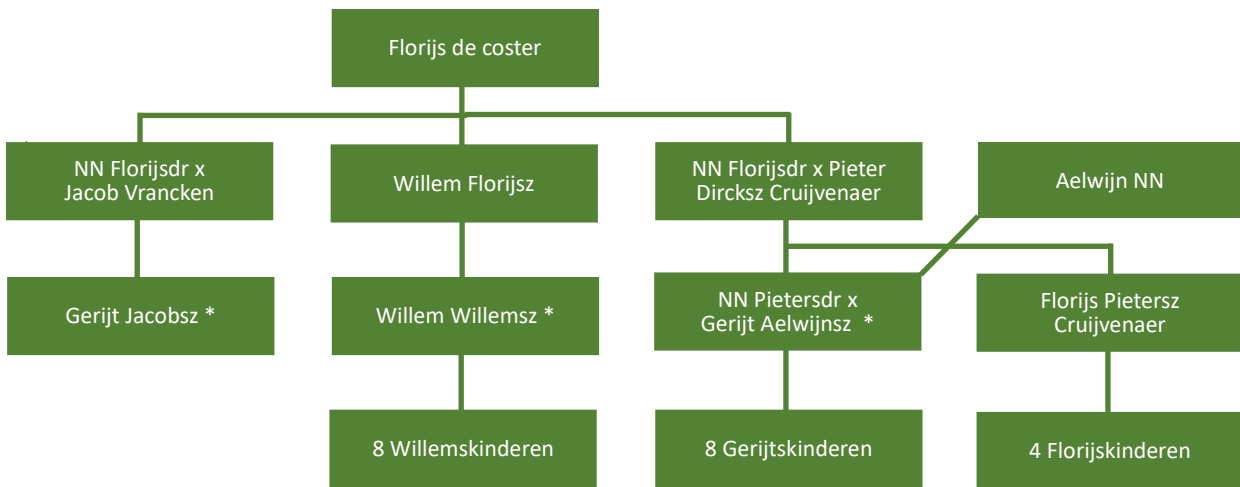 Florijs de coster
NN Florijsdr x
Jacob Vrancken
Willem Florijsz
NN Florijsdr x Pieter
Dircksz Cruijvenaer
Aelwijn NN
Gerijt Jacobsz *
Willem Willemsz *
NN Pietersdr x
Gerijt Aelwijnsz *
Florijs Pietersz
Cruijvenaer
8 Willemskinderen
8 Gerijtskinderen
4 Florijskinderen